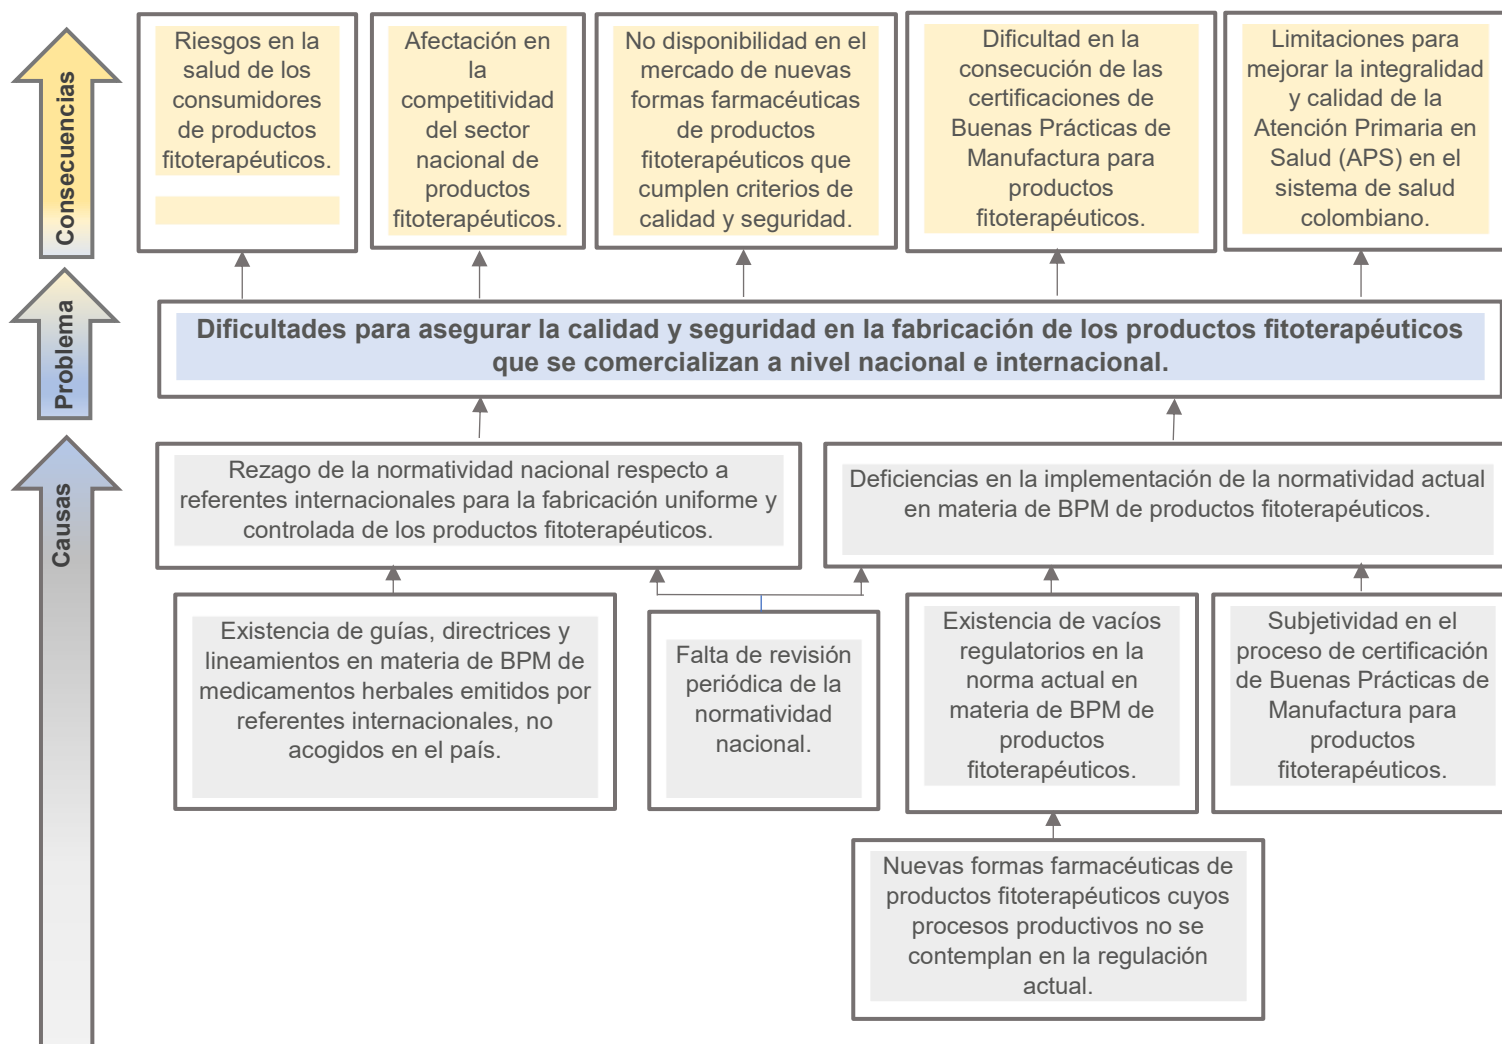 Consecuencias
Riesgos en la
salud de los
consumidores
de productos
fitoterapéuticos.
Afectación en
la
competitividad
del sector
nacional de
productos
fitoterapéuticos.
No disponibilidad en el
mercado de nuevas
formas farmacéuticas
de productos
fitoterapéuticos que
cumplen criterios de
calidad y seguridad.
Dificultad en la
consecución de las
certificaciones de
Buenas Prácticas de
Manufactura para
productos
fitoterapéuticos.
Limitaciones para
mejorar la integralidad
y calidad de la
Atención Primaria en
Salud (APS) en el
sistema de salud
colombiano.
Problema
Dificultades para asegurar la calidad y seguridad en la fabricación de los productos fitoterapéuticos
que se comercializan a nivel nacional e internacional.
Causas
Rezago de la normatividad nacional respecto a
referentes internacionales para la fabricación uniforme y
controlada de los productos fitoterapéuticos.
Deficiencias en la implementación de la normatividad actual
en materia de BPM de productos fitoterapéuticos.
Existencia de guías, directrices y
lineamientos en materia de BPM de
medicamentos herbales emitidos por
referentes internacionales, no
acogidos en el país.
Falta de revisión
periódica de la
normatividad
nacional.
Existencia de vacíos
regulatorios en la
norma actual en
materia de BPM de
productos
fitoterapéuticos.
Subjetividad en el
proceso de certificación
de Buenas Prácticas de
Manufactura para
productos
fitoterapéuticos.
Nuevas formas farmacéuticas de
productos fitoterapéuticos cuyos
procesos productivos no se
contemplan en la regulación
actual.